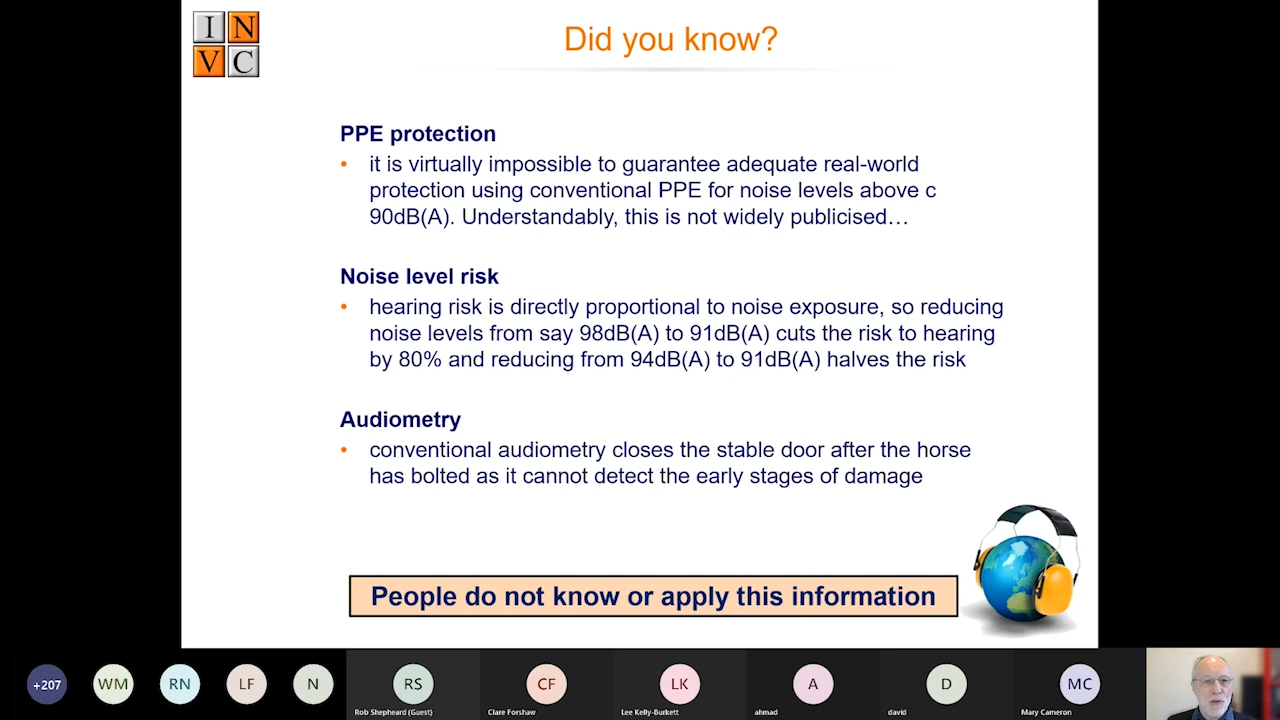 I N
V C
Did you know?
PPE protection
• it is virtually impossible to guarantee adequate real-world
protection using conventional PPE for noise levels above c
90dB(A). Understandably, this is not widely publicised…
Noise level risk
• hearing risk is directly proportional to noise exposure, so reducing
noise levels from say 98dB(A) to 91dB(A) cuts the risk to hearing
by 80% and reducing from 94dB(A) to 91dB(A) halves the risk
Audiometry
• conventional audiometry closes the stable door after the horse
has bolted as it cannot detect the early stages of damage
People do not know or apply this information
+207 WM RN LF N RS CF LK A D MC
Rob Shepheard (Guest) Clare Forshaw Lee Kelly-Burkett ahmad david Mary Cameron